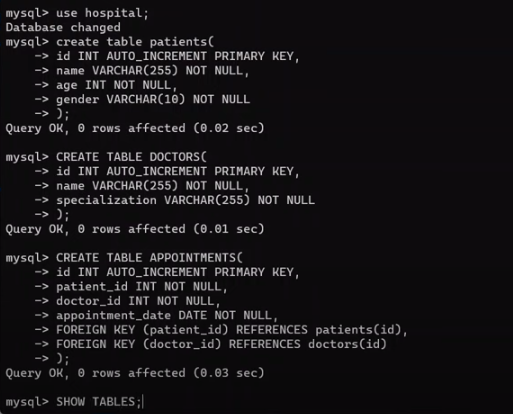 mysql> use hospital;
Database changed
mysql> create table patients(
    -> id INT AUTO_INCREMENT PRIMARY KEY,
    -> name VARCHAR(255) NOT NULL,
    -> age INT NOT NULL,
    -> gender VARCHAR(10) NOT NULL
    -> );
Query OK, 0 rows affected (0.02 sec)

mysql> CREATE TABLE DOCTORS(
    -> id INT AUTO_INCREMENT PRIMARY KEY,
    -> name VARCHAR(255) NOT NULL,
    -> specialization VARCHAR(255) NOT NULL
    -> );
Query OK, 0 rows affected (0.01 sec)

mysql> CREATE TABLE APPOINTMENTS(
    -> id INT AUTO_INCREMENT PRIMARY KEY,
    -> patient_id INT NOT NULL,
    -> doctor_id INT NOT NULL,
    -> appointment_date DATE NOT NULL,
    -> FOREIGN KEY (patient_id) REFERENCES patients(id),
    -> FOREIGN KEY (doctor_id) REFERENCES doctors(id)
    -> );
Query OK, 0 rows affected (0.03 sec)

mysql> SHOW TABLES;